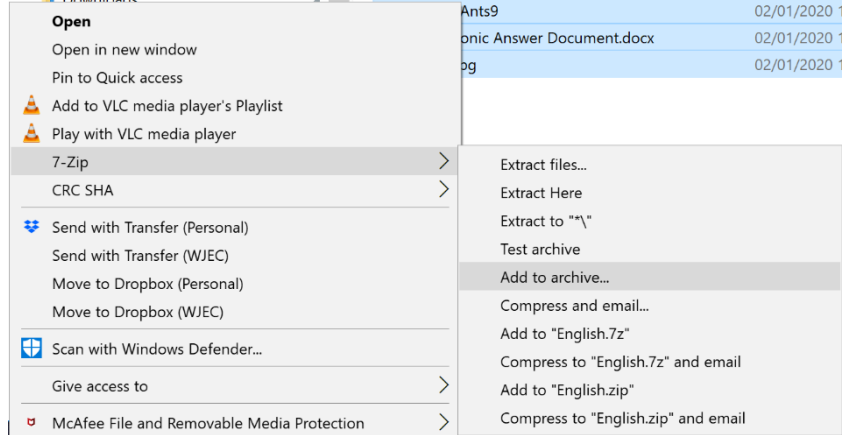 Downloads
Ants9 02/01/2020 1
onic Answer Document.docx 02/01/2020 1
og 02/01/2020 1
Open
Open in new window
Pin to Quick access
Add to VLC media player's Playlist
Play with VLC media player
7-Zip
CRC SHA
Send with Transfer (Personal)
Send with Transfer (WJEC)
Move to Dropbox (Personal)
Move to Dropbox (WJEC)
Scan with Windows Defender...
Give access to
McAfee File and Removable Media Protection
Extract files...
Extract Here
Extract to "*\"
Test archive
Add to archive...
Compress and email...
Add to "English.7z"
Compress to "English.7z" and email
Add to "English.zip"
Compress to "English.zip" and email